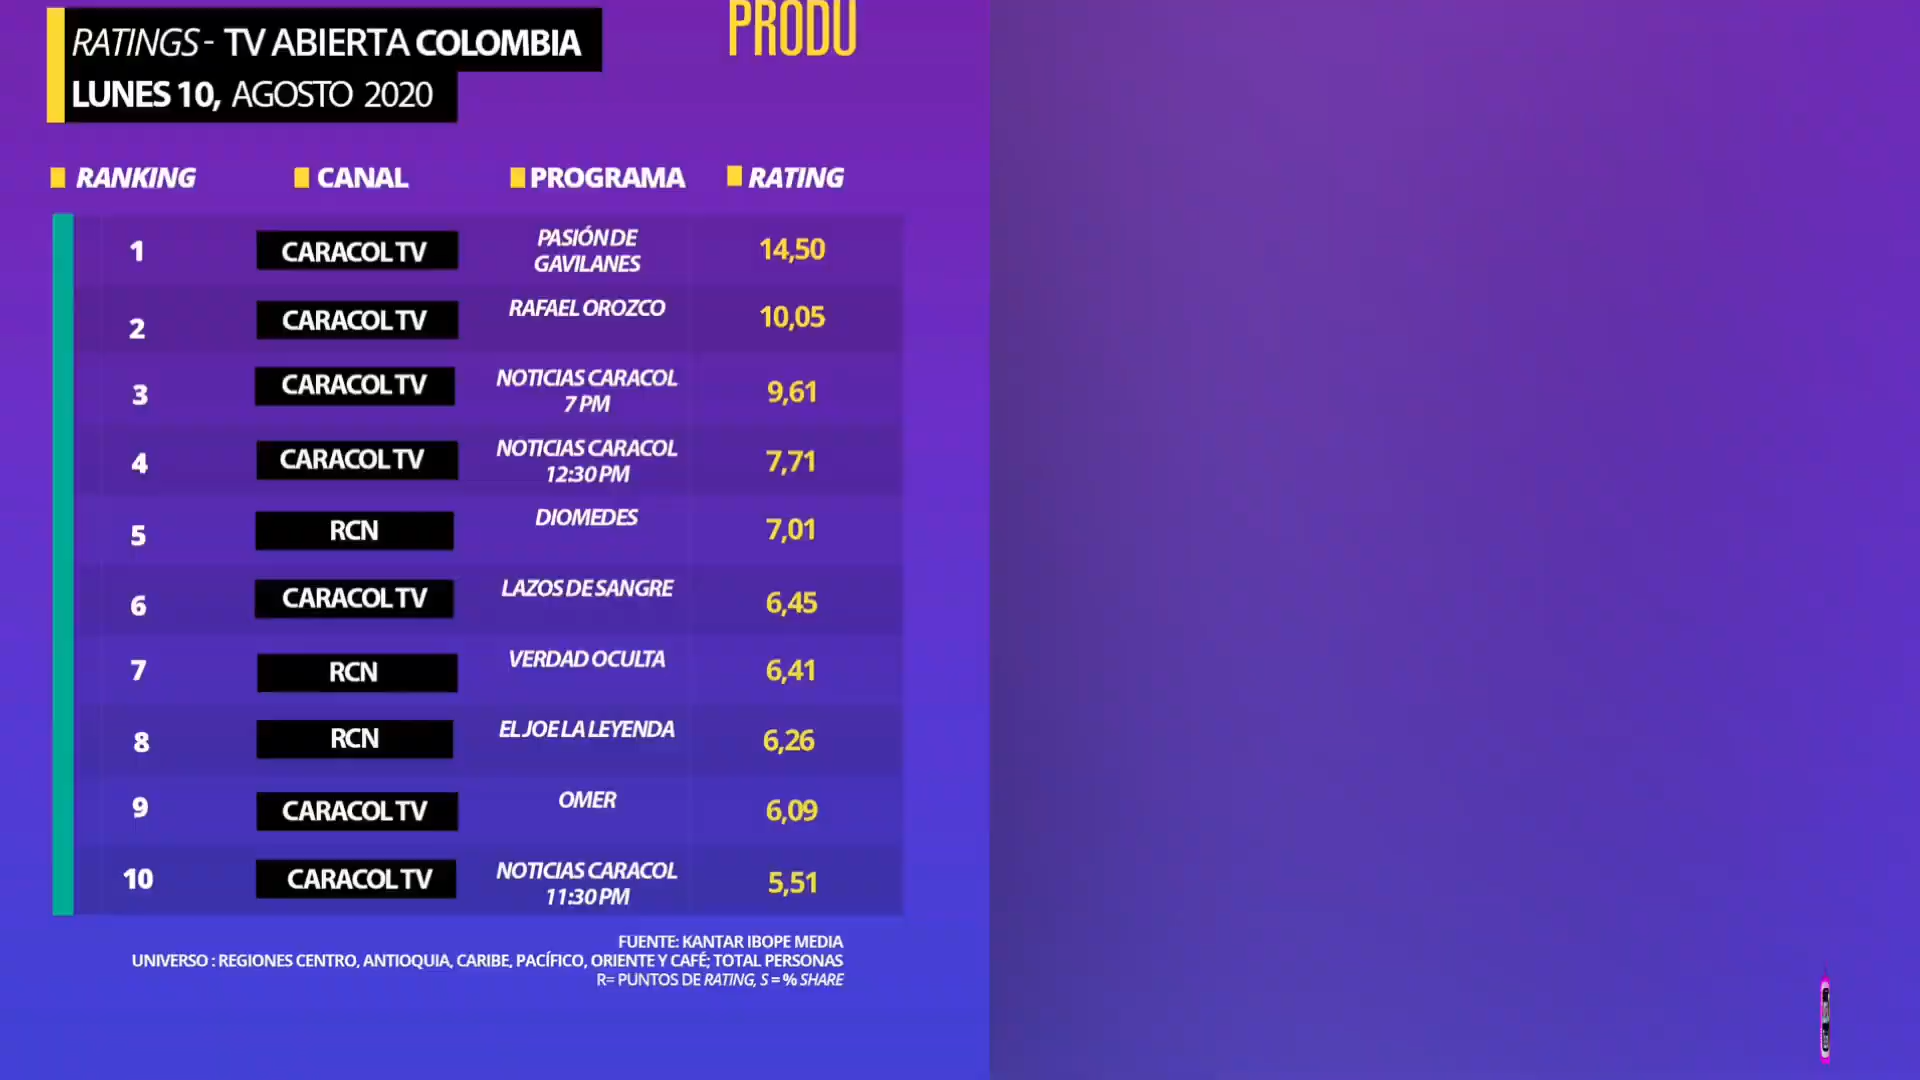 RATINGS - TV ABIERTA COLOMBIA
PRODU
LUNES 10, AGOSTO 2020
RANKING CANAL PROGRAMA RATING
1 CARACOL TV PASIÓN DE GAVILANES 14,50
2 CARACOL TV RAFAEL OROZCO 10,05
3 CARACOL TV NOTICIAS CARACOL 7 PM 9,61
4 CARACOL TV NOTICIAS CARACOL 12:30 PM 7,71
5 RCN DIOMEDES 7,01
6 CARACOL TV LAZOS DE SANGRE 6,45
7 RCN VERDAD OCULTA 6,41
8 RCN EL JOE LA LEYENDA 6,26
9 CARACOL TV OMER 6,09
10 CARACOL TV NOTICIAS CARACOL 11:30 PM 5,51
FUENTE: KANTAR IBOPE MEDIA
UNIVERSO : REGIONES CENTRO, ANTIOQUIA, CARIBE, PACÍFICO, ORIENTE Y CAFÉ; TOTAL PERSONAS
R= PUNTOS DE RATING, S = % SHARE